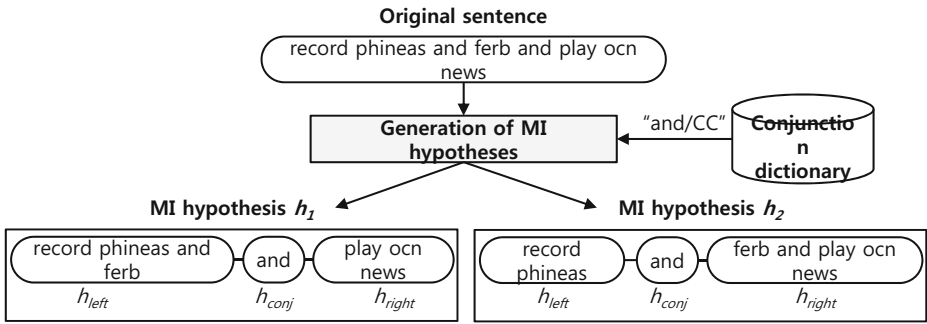 Original sentence
record phineas and ferb and play ocn
news
Generation of MI
hypotheses
"and/CC"
Conjunctio
n
dictionary
MI hypothesis h1
MI hypothesis h2
record phineas and
ferb
and
play ocn
news
hleft
hconj
hright
record
phineas
and
ferb and play ocn
news
hleft
hconj
hright